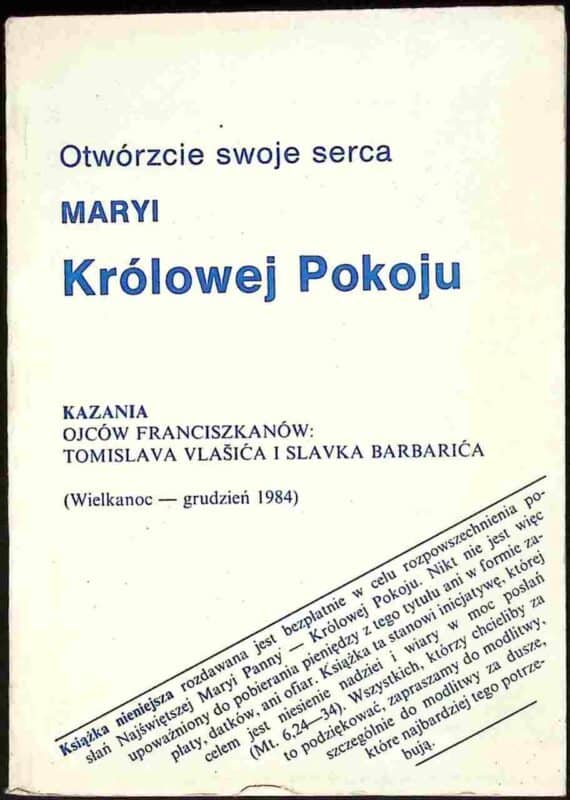 Otwórzcie swoje serca
MARYI
Królowej Pokoju
KAZANIA
OJCÓW FRANCISZKANÓW:
TOMISLAVA VLAŠIĆA I SLAVKA BARBARIĆA
(Wielkanoc — grudzień 1984)
Książka nieniejsza rozdawana jest bezpłatnie w celu rozpowszechnienia po-
słań Najświętszej Maryi Panny — Królowej Pokoju. Nikt nie jest więc
upoważniony do pobierania pieniędzy z tego tytułu ani w formie za-
płaty, datków, ani ofiar. Książka ta stanowi inicjatywę, której
celem jest niesienie nadziei i wiary w moc posłań
(Mt. 6,24—34). Wszystkich, którzy chcieliby za
to podziękować, zapraszamy do modlitwy,
szczególnie do modlitwy za dusze,
które najbardziej tego potrze-
bują.